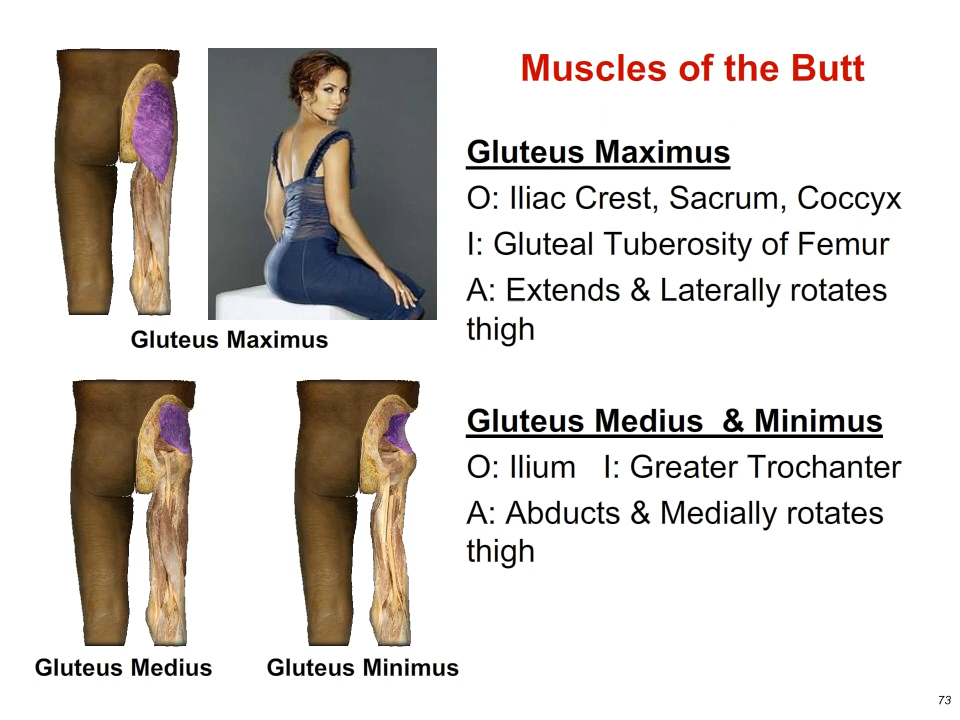 Muscles of the Butt
Gluteus Maximus
O: Iliac Crest, Sacrum, Coccyx
I: Gluteal Tuberosity of Femur
A: Extends & Laterally rotates
thigh
Gluteus Maximus
Gluteus Medius & Minimus
O: Ilium I: Greater Trochanter
A: Abducts & Medially rotates
thigh
Gluteus Medius
Gluteus Minimus
73